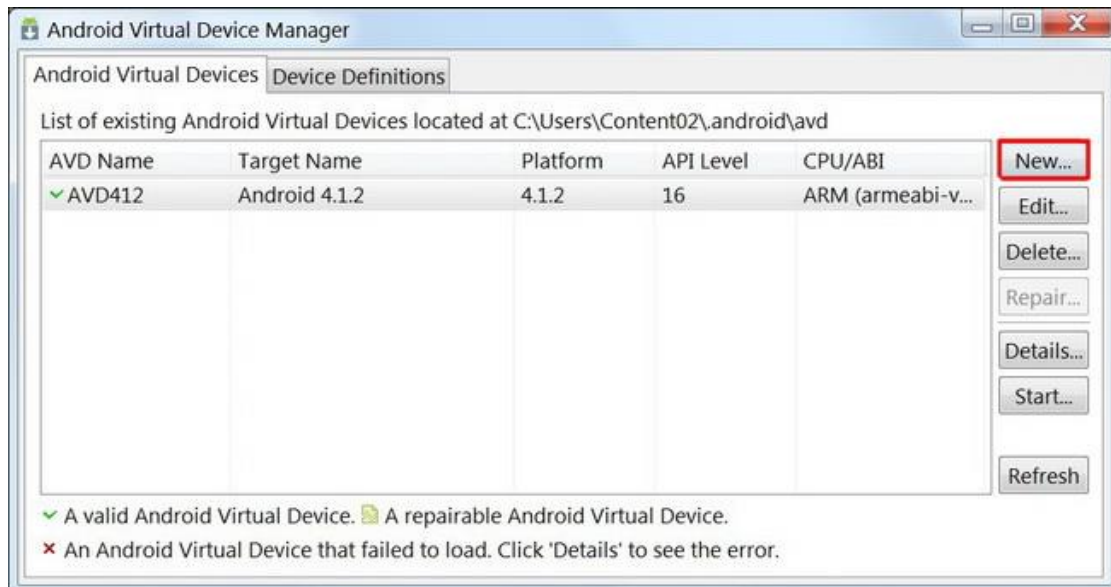 Android Virtual Device Manager
Android Virtual Devices Device Definitions
List of existing Android Virtual Devices located at C:\Users\Content02\.android\avd
AVD Name Target Name Platform API Level CPU/ABI
AVD412 Android 4.1.2 4.1.2 16 ARM (armeabi-v...
New...
Edit...
Delete...
Repair...
Details...
Start...
Refresh
A valid Android Virtual Device. A repairable Android Virtual Device.
An Android Virtual Device that failed to load. Click 'Details' to see the error.